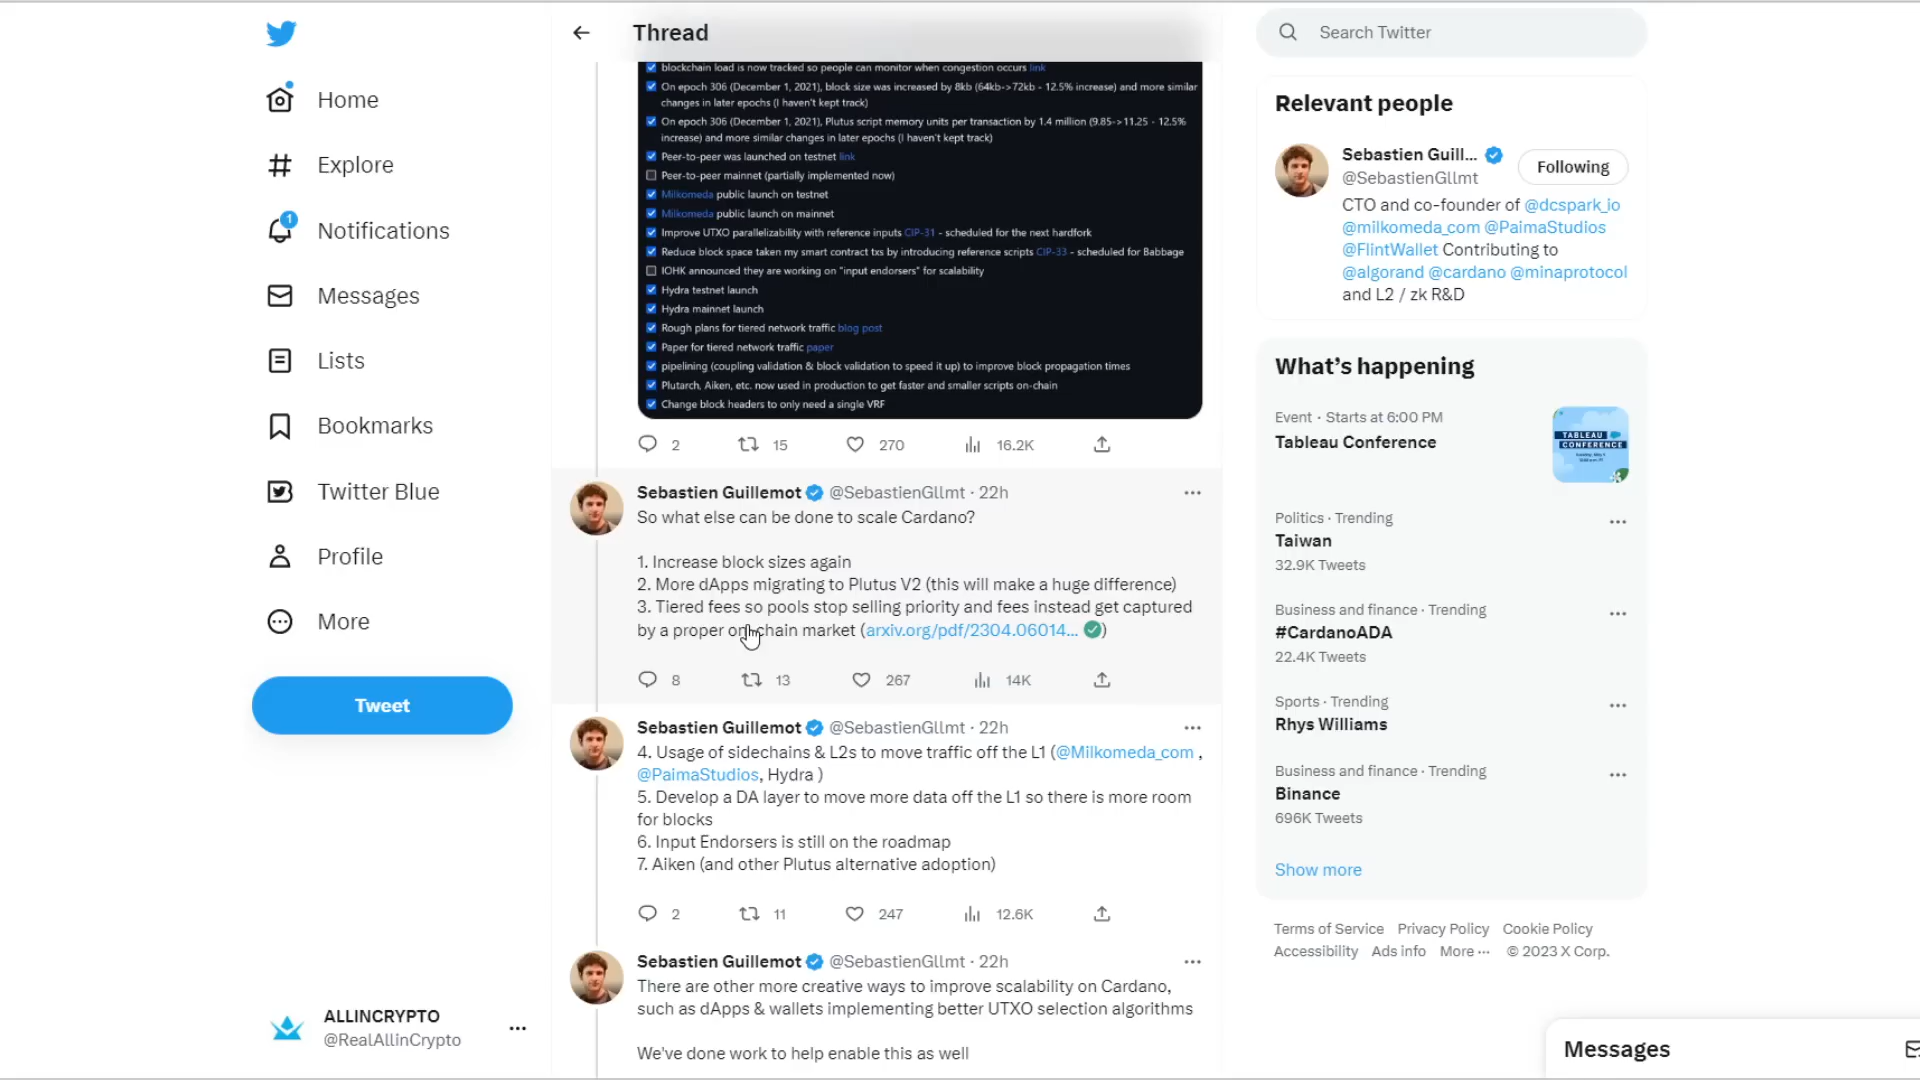 Home
Explore
1
Notifications
Messages
Lists
Bookmarks
Twitter Blue
Profile
More
Tweet
ALLINCRYPTO
@RealAllinCrypto
Thread
blockchain load is now tracked so people can monitor when congestion occurs link
On epoch 306 (December 1, 2021), block size was increased by 8kb (64kb->72kb - 12.5% increase) and more similar
changes in later epochs (I haven't kept track)
On epoch 306 (December 1, 2021), Plutus script memory units per transaction by 1.4 million (9.85->11.25 - 12.5%
increase) and more similar changes in later epochs (I haven't kept track)
Peer-to-peer was launched on testnet link
Peer-to-peer mainnet (partially implemented now)
Milkomeda public launch on testnet
Milkomeda public launch on mainnet
Improve UTXO parallelizability with reference inputs CIP-31 - scheduled for the next hardfork
Reduce block space taken my smart contract txs by introducing reference scripts CIP-33 - scheduled for Babbage
IOHK announced they are working on "input endorsers" for scalability
Hydra testnet launch
Hydra mainnet launch
Rough plans for tiered network traffic blog post
Paper for tiered network traffic paper
pipelining (coupling validation & block validation to speed it up) to improve block propagation times
Plutarch, Aiken, etc. now used in production to get faster and smaller scripts on-chain
Change block headers to only need a single VRF
2 15 270 16.2K
Sebastien Guillemot @SebastienGllmt · 22h
So what else can be done to scale Cardano?
1. Increase block sizes again
2. More dApps migrating to Plutus V2 (this will make a huge difference)
3. Tiered fees so pools stop selling priority and fees instead get captured
by a proper on-chain market (arxiv.org/pdf/2304.06014... )
8 13 267 14K
Sebastien Guillemot @SebastienGllmt · 22h
4. Usage of sidechains & L2s to move traffic off the L1 (@Milkomeda_com ,
@PaimaStudios, Hydra )
5. Develop a DA layer to move more data off the L1 so there is more room
for blocks
6. Input Endorsers is still on the roadmap
7. Aiken (and other Plutus alternative adoption)
2 11 247 12.6K
Sebastien Guillemot @SebastienGllmt · 22h
There are other more creative ways to improve scalability on Cardano,
such as dApps & wallets implementing better UTXO selection algorithms
We've done work to help enable this as well
Search Twitter
Relevant people
Sebastien Guill...
@SebastienGllmt
Following
CTO and co-founder of @dcspark_io
@milkomeda_com @PaimaStudios
@FlintWallet Contributing to
@algorand @cardano @minaprotocol
and L2 / zk R&D
What's happening
Event · Starts at 6:00 PM
Tableau Conference
TABLEAU
CONFERENCE
Politics · Trending
Taiwan
32.9K Tweets
Business and finance · Trending
#CardanoADA
22.4K Tweets
Sports · Trending
Rhys Williams
Business and finance · Trending
Binance
696K Tweets
Show more
Terms of Service Privacy Policy Cookie Policy
Accessibility Ads info More ··· © 2023 X Corp.
Messages